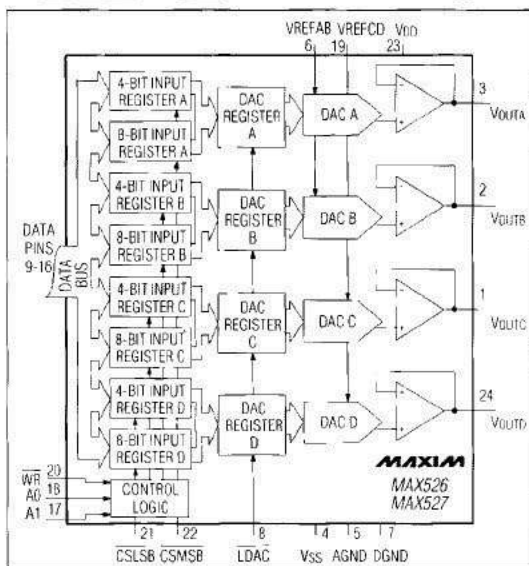 VREFAB VREFCD VDD
6 19 23
4-BIT INPUT
REGISTER A
8-BIT INPUT
REGISTER A
DAC
REGISTER
A
DAC A
3
VOUTA
4-BIT INPUT
REGISTER B
8-BIT INPUT
REGISTER B
DAC
REGISTER
B
DAC B
2
VOUTB
DATA
PINS
9-16
DATA
BUS
4-BIT INPUT
REGISTER C
8-BIT INPUT
REGISTER C
DAC
REGISTER
C
DAC C
1
VOUTC
4-BIT INPUT
REGISTER D
8-BIT INPUT
REGISTER D
DAC
REGISTER
D
DAC D
24
VOUTD
MAXIM
MAX526
MAX527
WR 20
A0 18
A1 17
CONTROL
LOGIC
21 22 8 4 5 7
CSLSB CSMSB LDAC VSS AGND DGND